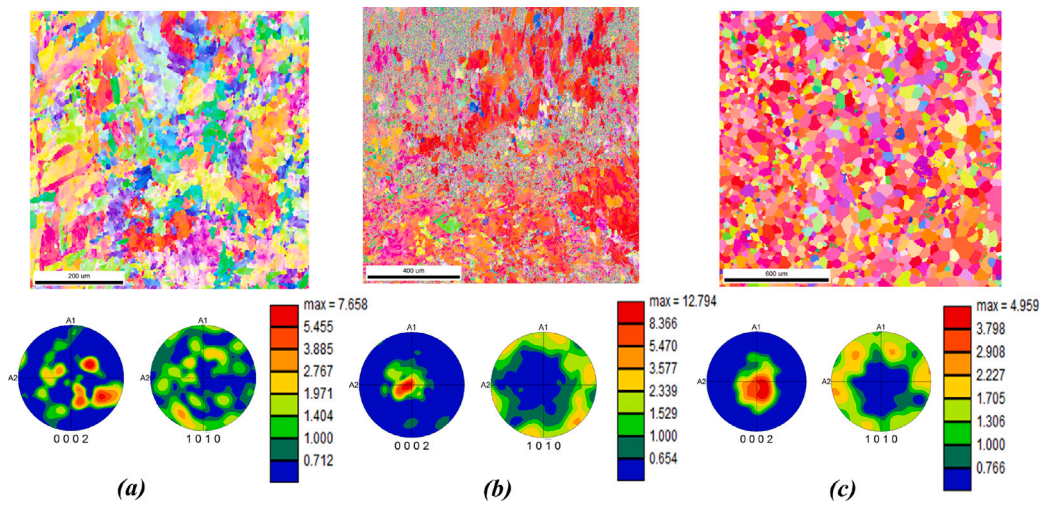 200 um
400 um
600 um
max = 7.658
5.455
3.885
2.767
1.971
1.404
1.000
0.712
A1
A2
0 0 0 2
A1
A2
1 0 1 0
max = 12.794
8.366
5.470
3.577
2.339
1.529
1.000
0.654
A1
A2
0 0 0 2
A1
A2
1 0 1 0
max = 4.959
3.798
2.908
2.227
1.705
1.306
1.000
0.766
A1
A2
0 0 0 2
A1
A2
1 0 1 0
(a)
(b)
(c)